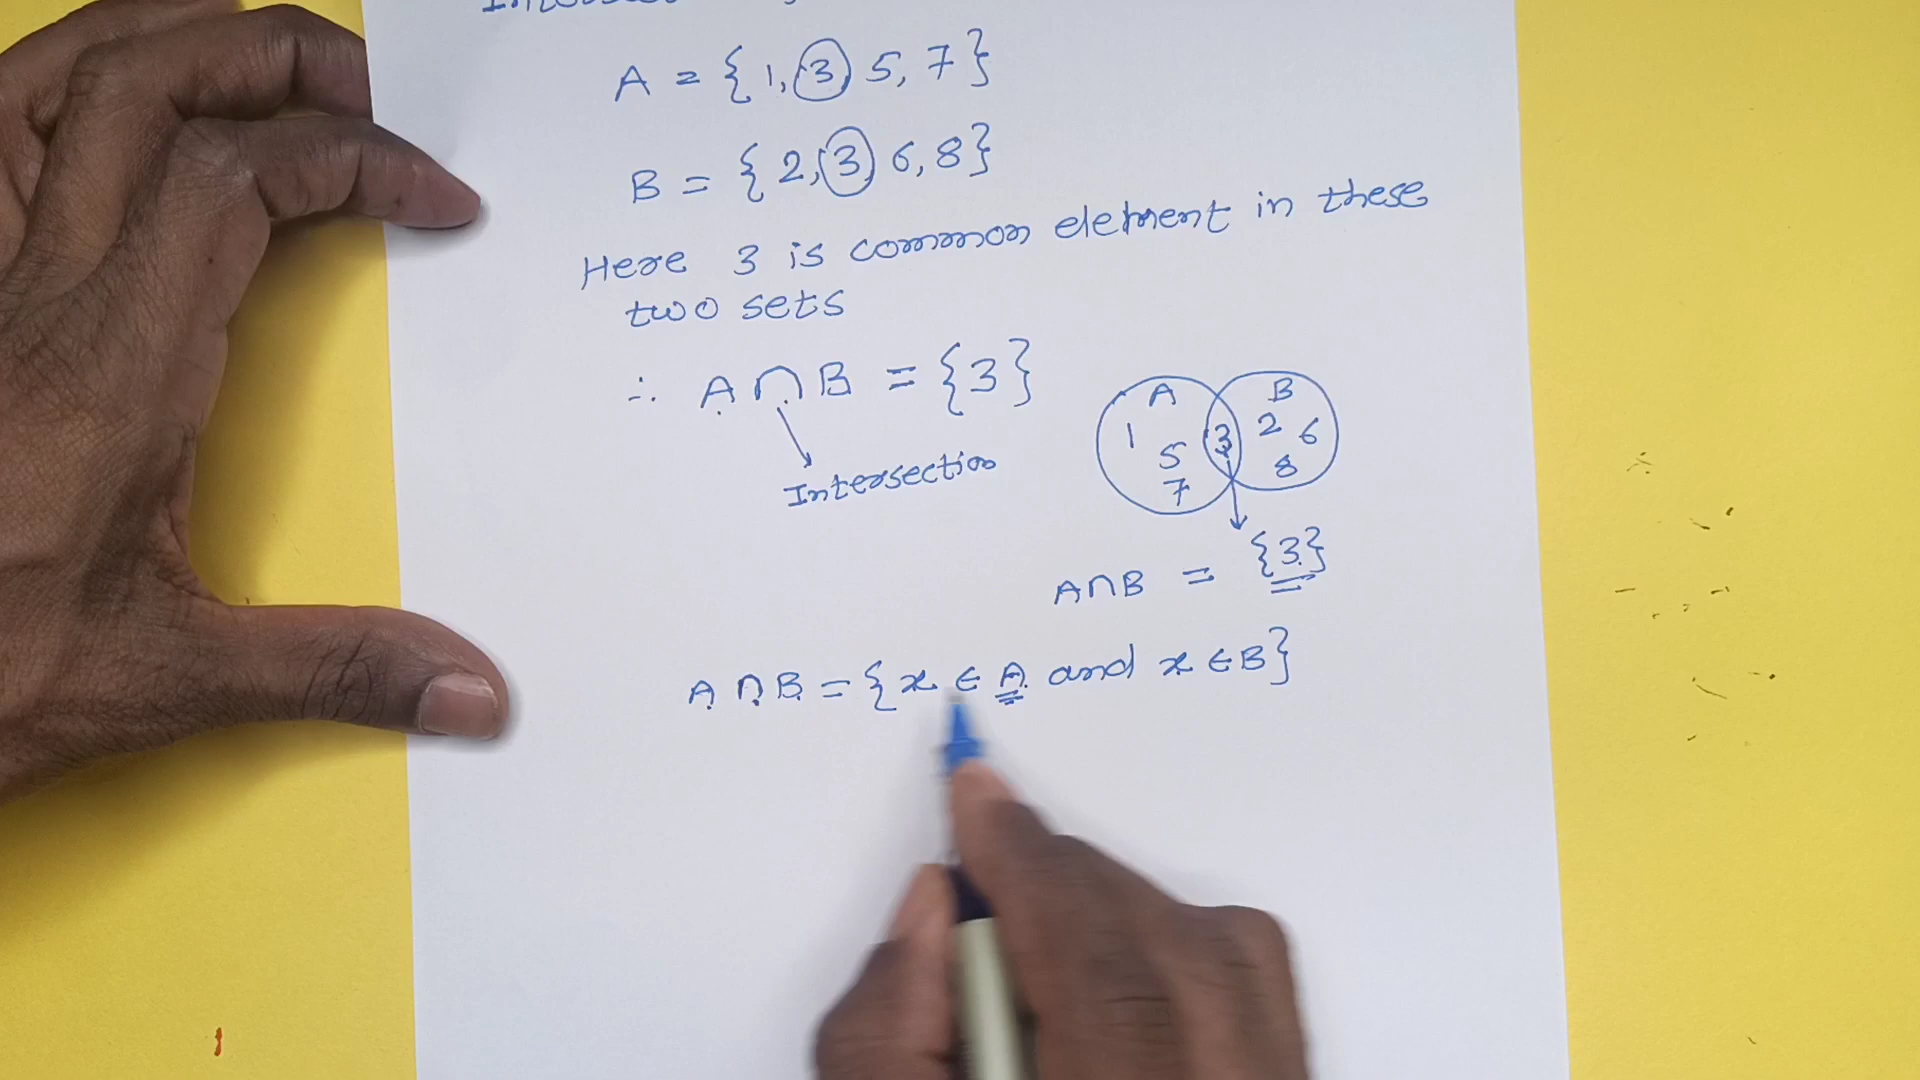 A = {1, 3, 5, 7}
B = {2, 3, 6, 8}
Here 3 is common element in these
two sets
∴ A ∩ B = {3}
Intersection
A B
1 5 7 3 2 6 8
A∩B = {3}
A ∩ B = {x ∈ A and x ∈ B}